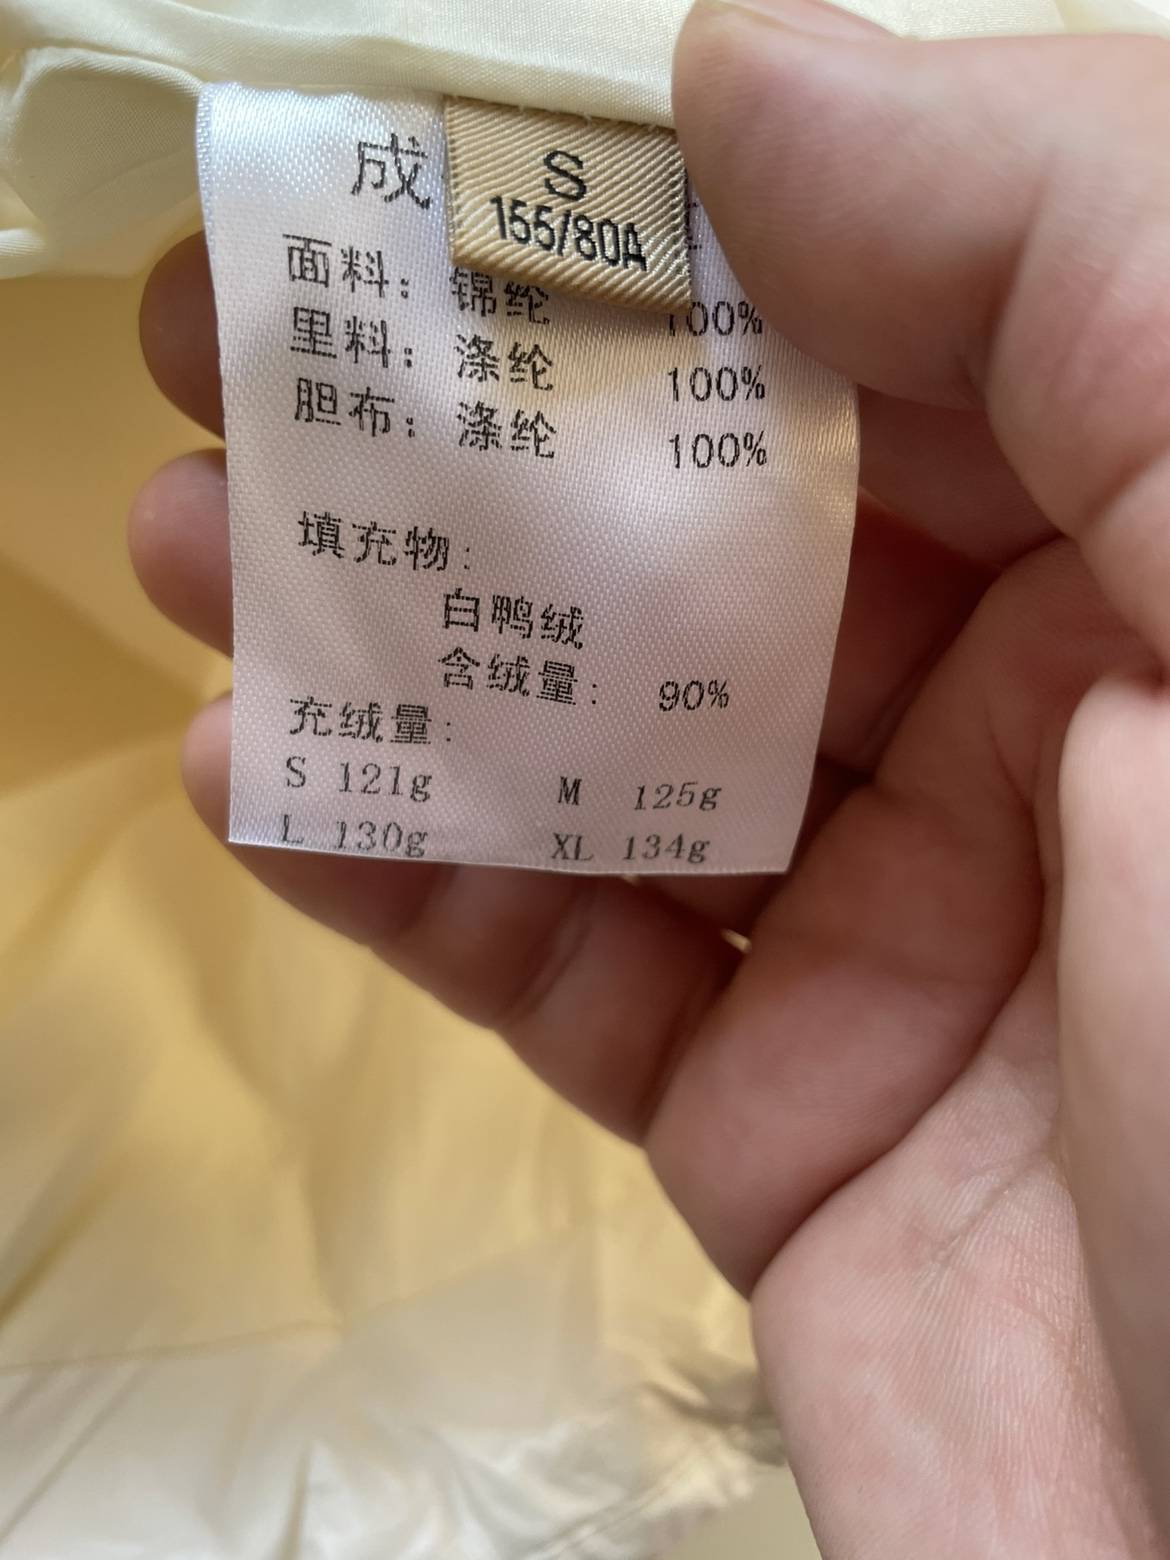 成
S
155/80A
面料：锦纶 100%
里料：涤纶 100%
胆布：涤纶 100%
填充物：
白鸭绒
含绒量： 90%
充绒量：
S 121g M 125g
L 130g XL 134g